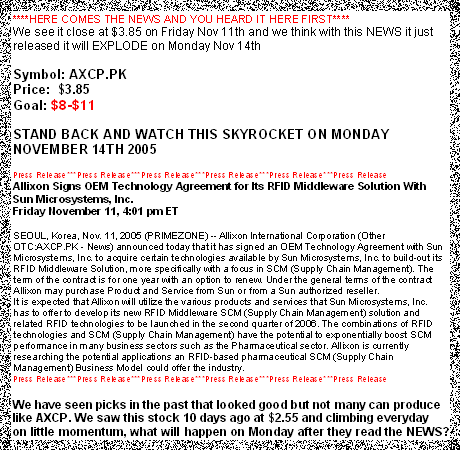 ****HERE COMES THE NEWS AND YOU HEARD IT HERE FIRST****
We see it close at $3.85 on Friday Nov 11th and we think with this NEWS it just
released it will EXPLODE on Monday Nov 14th
Symbol: AXCP.PK
Price: $3.85
Goal: $8-$11
STAND BACK AND WATCH THIS SKYROCKET ON MONDAY
NOVEMBER 14TH 2005
Press Release***Press Release***Press Release***Press Release***Press Release
Allixon Signs OEM Technology Agreement for Its RFID Middleware Solution With
Sun Microsystems, Inc.
Friday November 11, 4:01 pm ET
SEOUL, Korea, Nov. 11, 2005 (PRIMEZONE) -- Allixon International Corporation (Other
OTC:AXCP.PK - News) announced today that it has signed an OEM Technology Agreement with Sun
Microsystems, Inc. to acquire certain technologies available by Sun Microsystems, Inc. to build-out its
RFID Middleware Solution, more specifically with a focus in SCM (Supply Chain Management). The
term of the contract is for one year with an option to renew. Under the general terms of the contract
Allixon may purchase Product and Service from Sun or from a Sun authorized reseller.
It is expected that Allixon will utilize the various products and services that Sun Microsystems, Inc.
has to offer to develop its new RFID Middleware SCM (Supply Chain Management) solution and
related RFID technologies to be launched in the second quarter of 2006. The combinations of RFID
technologies and SCM (Supply Chain Management) have the potential to exponentially boost SCM
performance in many business sectors such as the Pharmaceutical sector. Allixon is currently
researching the potential applications an RFID-based pharmaceutical SCM (Supply Chain
Management) Business Model could offer the industry.
Press Release***Press Release***Press Release***Press Release***Press Release
We have seen picks in the past that looked good but not many can produce
like AXCP. We saw this stock 10 days ago at $2.55 and climbing everyday
on little momentum, what will happen on Monday after they read the NEWS?